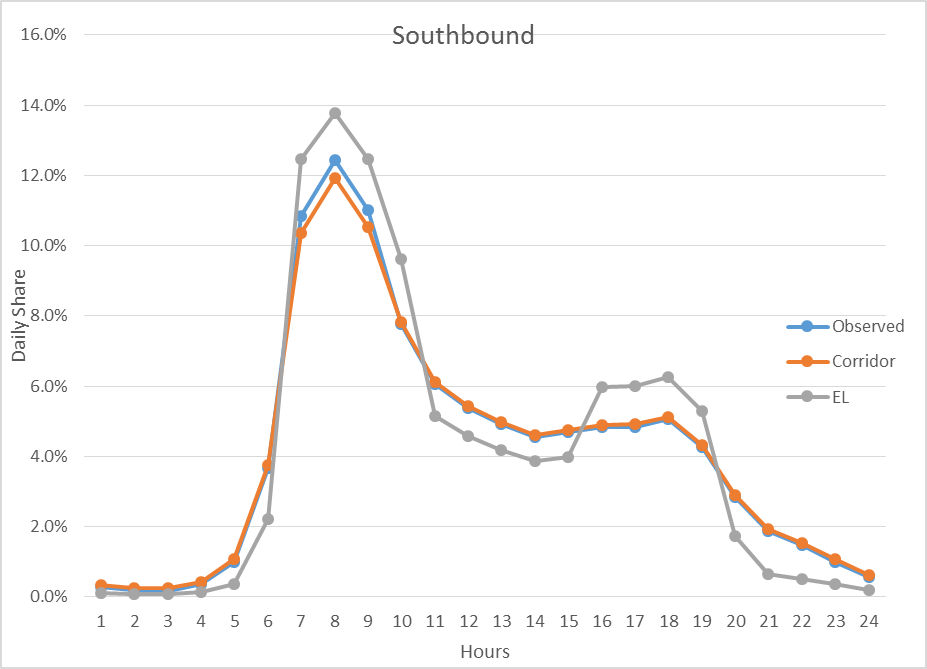 Southbound
16.0%
14.0%
12.0%
10.0%
8.0%
6.0%
4.0%
2.0%
0.0%
Daily Share
1 2 3 4 5 6 7 8 9 10 11 12 13 14 15 16 17 18 19 20 21 22 23 24
Hours
Observed
Corridor
EL